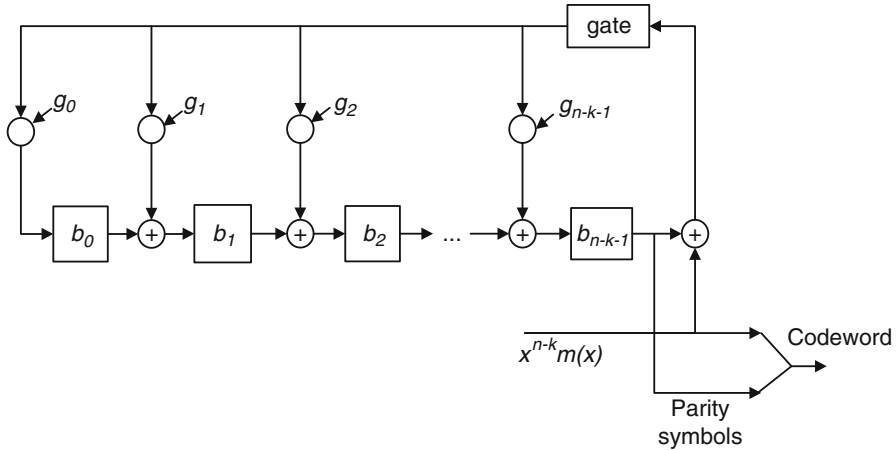 gate
g₀ g₁ g₂ gₙ₋ₖ₋₁
+ + + + 
b₀ b₁ b₂ ... bₙ₋ₖ₋₁
xⁿ⁻ᵏm(x)
Codeword
Parity
symbols